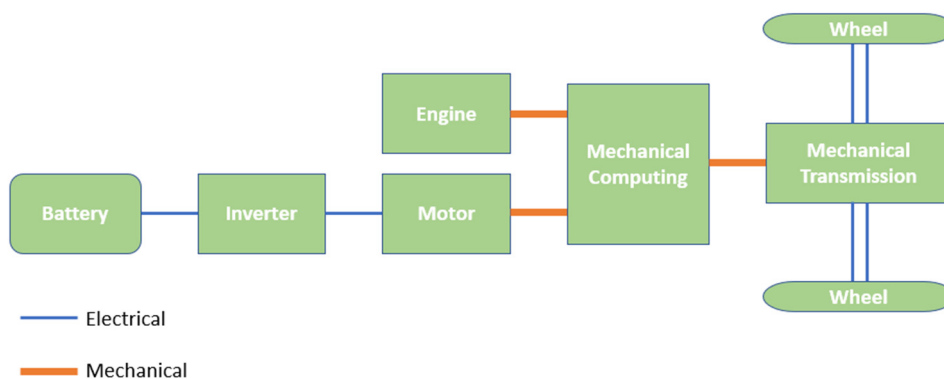 Wheel
Engine
Mechanical
Computing
Mechanical
Transmission
Battery
Inverter
Motor
Wheel
Electrical
Mechanical